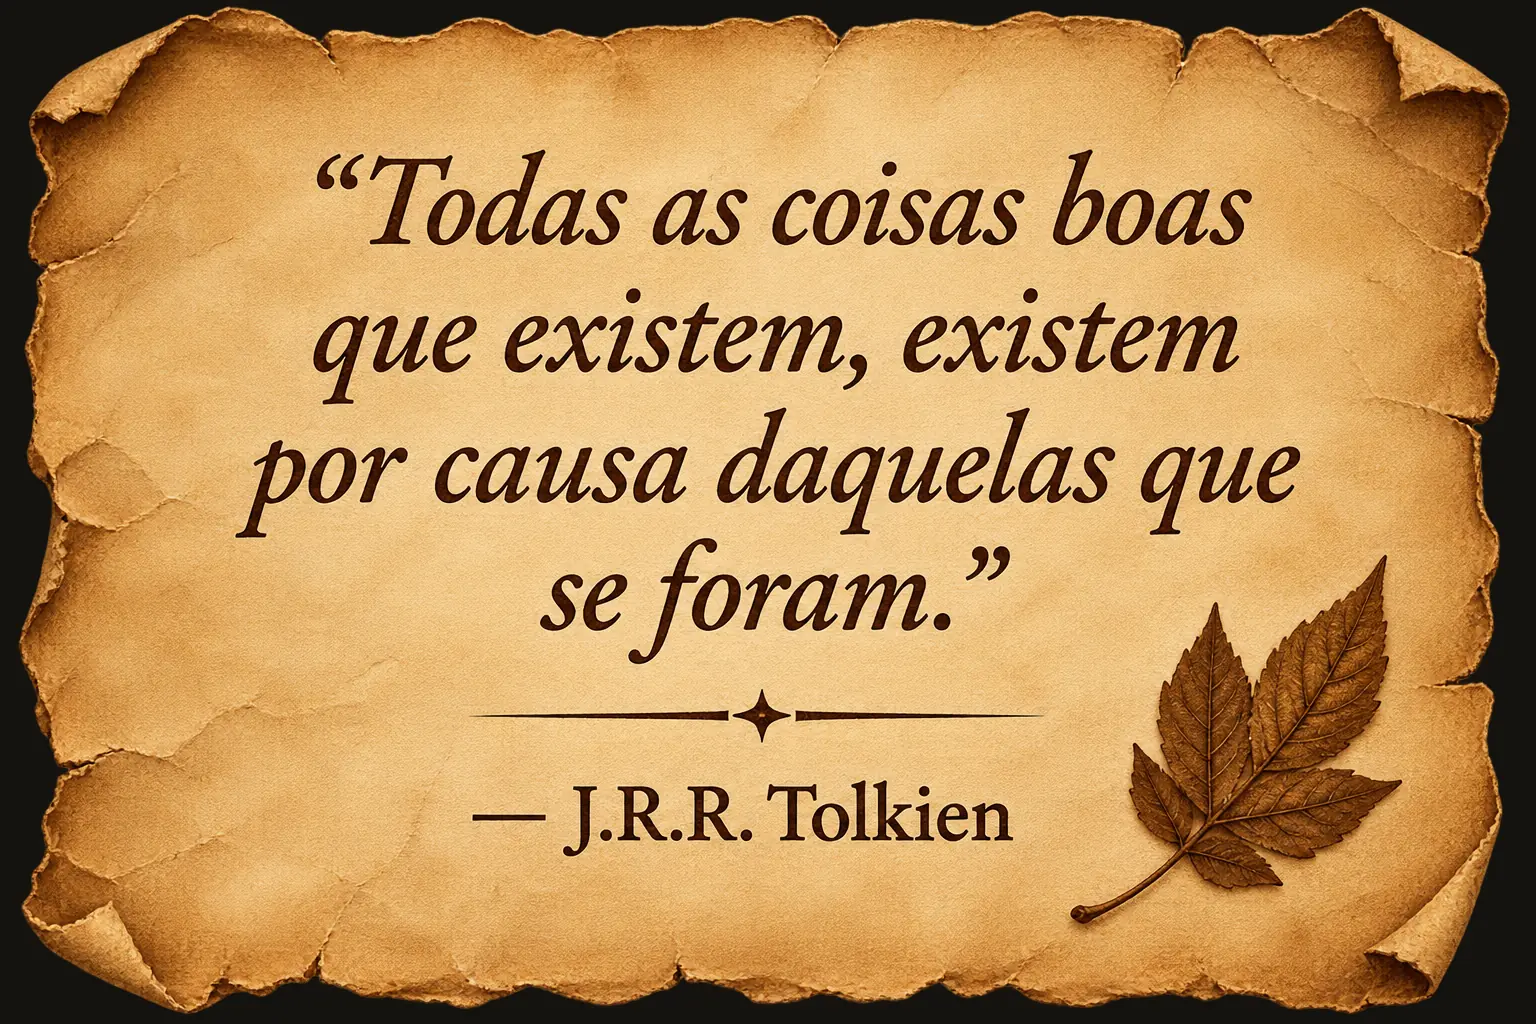 “Todas as coisas boas
que existem, existem
por causa daquelas que
se foram.”
— J.R.R. Tolkien